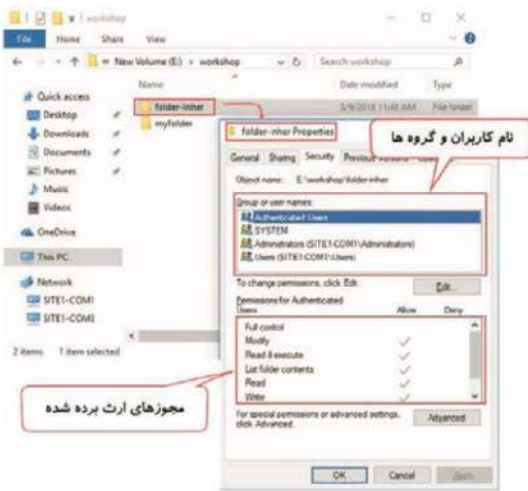 workshop
File Home Share View
New Volume (E:) > workshop
Search workshop
Name
Date modified
Type
Quick access
Desktop
Downloads
Documents
Pictures
Music
Videos
OneDrive
This PC
Network
SITE1-COM1
SITE1-COM3
2 items 1 item selected
folder-inher
5/9/2018 11:40 AM File folder
myfolder
folder-inher Properties
نام کاربران و گروه ها
General Sharing Security Previous Versions
Object name: E:\workshop\folder-inher
Group or user names:
Authenticated Users
SYSTEM
Administrators (SITE1-COM1\Administrators)
Users (SITE1-COM1\Users)
To change permissions, click Edit.
Edit...
Permissions for Authenticated
Users
Allow Deny
Full control
Modify
Read & execute
List folder contents
Read
Write
مجوزهای ارث برده شده
For special permissions or advanced settings,
click Advanced.
Advanced
OK Cancel Apply